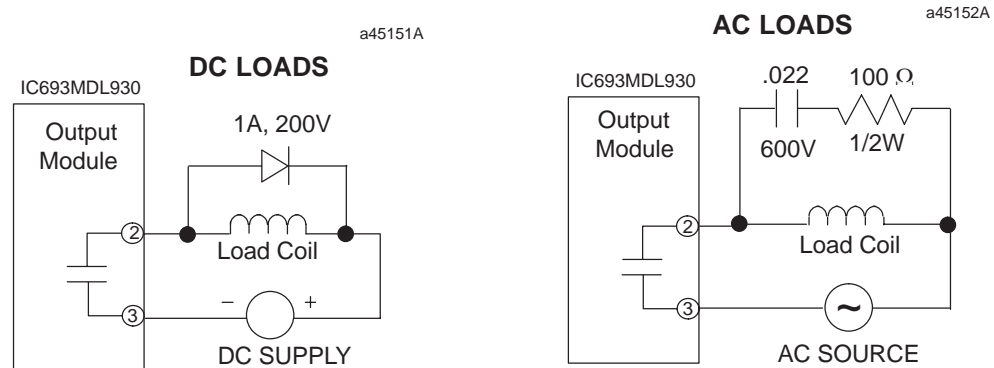 a45151A
DC LOADS
IC693MDL930
Output
Module
1A, 200V
2
Load Coil
3
– +
DC SUPPLY
a45152A
AC LOADS
IC693MDL930
Output
Module
.022 100 Ω
600V 1/2W
2
Load Coil
3
~
AC SOURCE